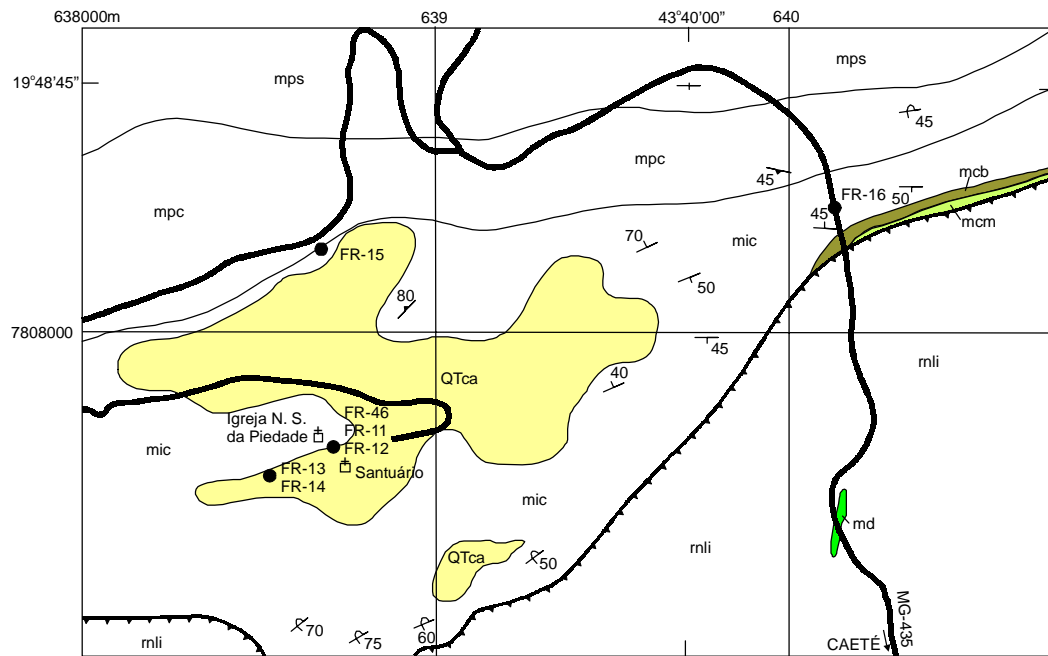 638000m 639 43°40'00" 640
19°48'45"
mps
mps
45
mpc
mpc
45
mcb
FR-16
50
mcm
45
70
mic
FR-15
50
80
7808000
45
rnli
QTca
40
FR-46
Igreja N. S.
da Piedade
FR-11
FR-12
mic
FR-13
FR-14
Santuário
mic
md
rnli
QTca
50
MG-435
70
75
60
rnli
CAETÉ